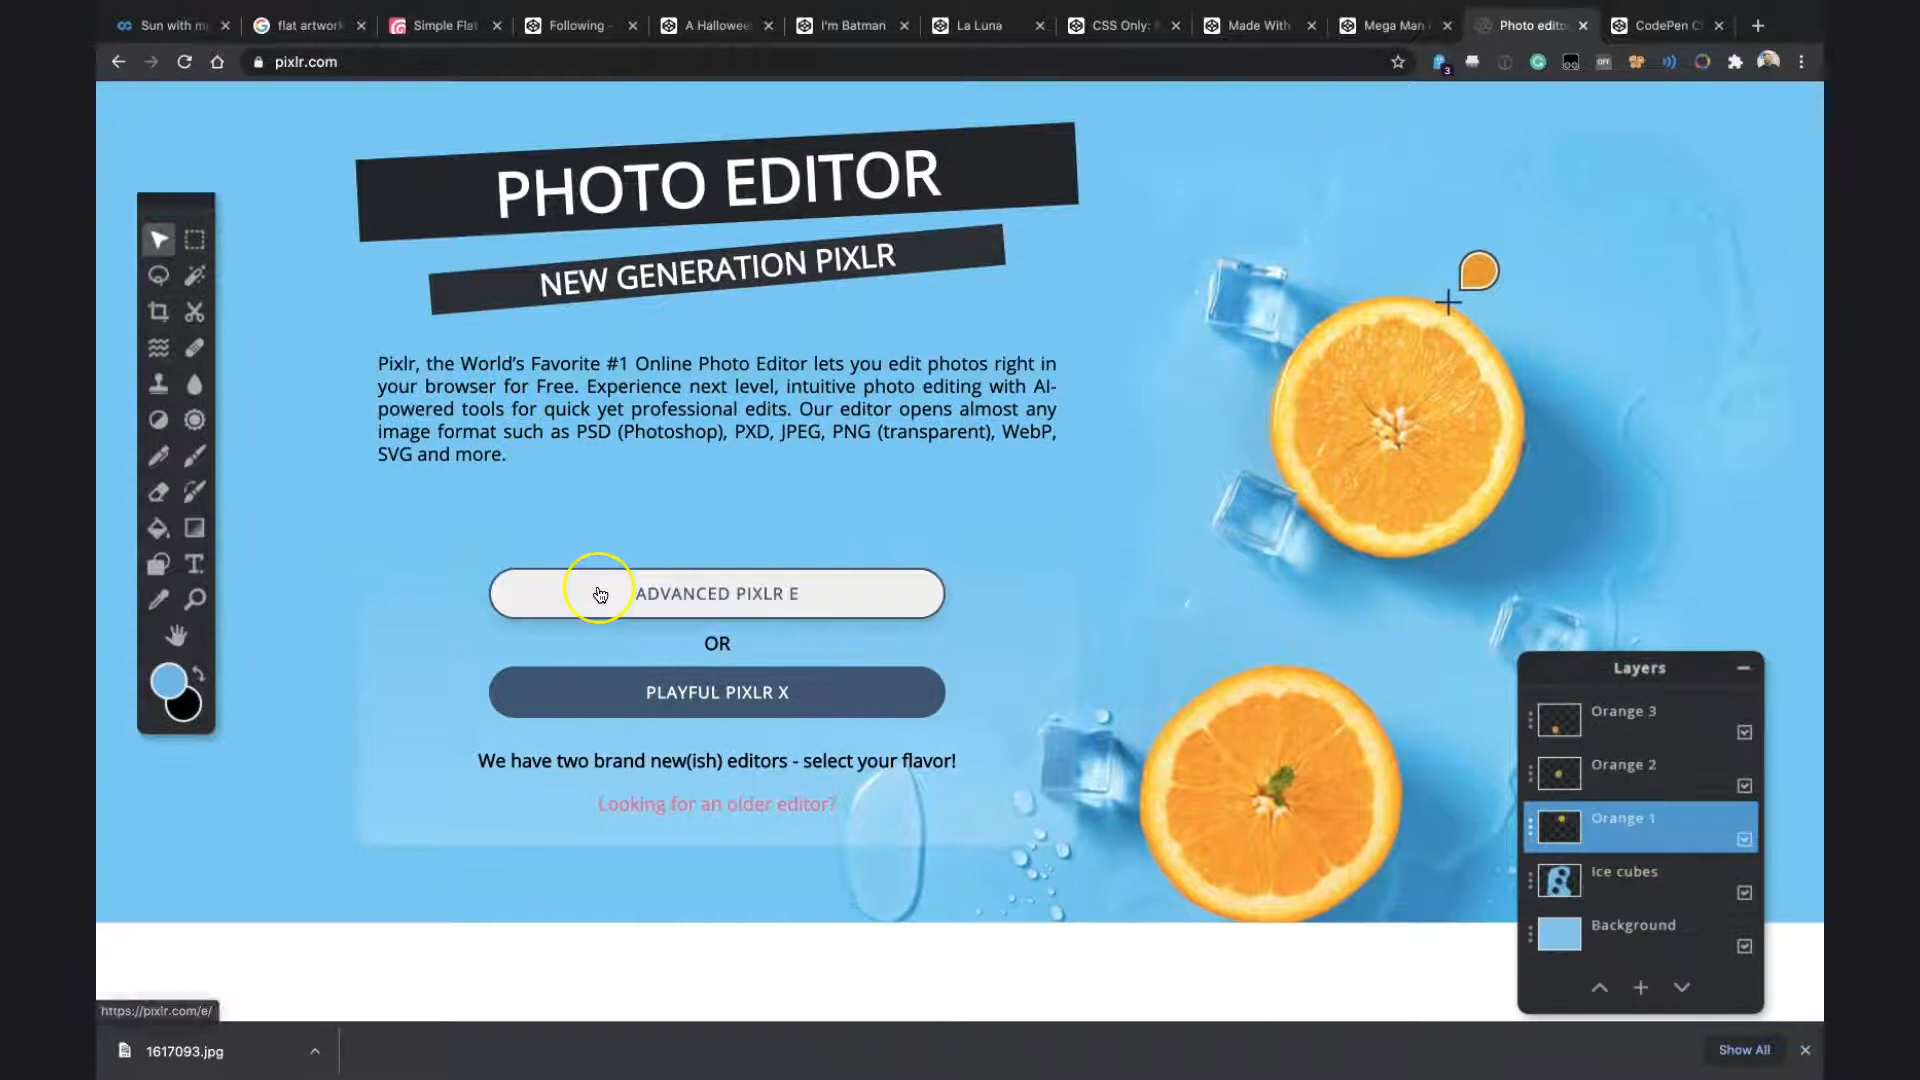 Sun with m
flat artwork
Simple Flat
Following -
A Hallowee
I'm Batman
La Luna
CSS Only:
Made With
Mega Man
Photo edito
CodePen C
pixlr.com
3
OFF
PHOTO EDITOR
NEW GENERATION PIXLR
Pixlr, the World's Favorite #1 Online Photo Editor lets you edit photos right in
your browser for Free. Experience next level, intuitive photo editing with AI-
powered tools for quick yet professional edits. Our editor opens almost any
image format such as PSD (Photoshop), PXD, JPEG, PNG (transparent), WebP,
SVG and more.
ADVANCED PIXLR E
OR
PLAYFUL PIXLR X
We have two brand new(ish) editors - select your flavor!
Looking for an older editor?
Layers
Orange 3
Orange 2
Orange 1
Ice cubes
Background
https://pixlr.com/e/
1617093.jpg
Show All